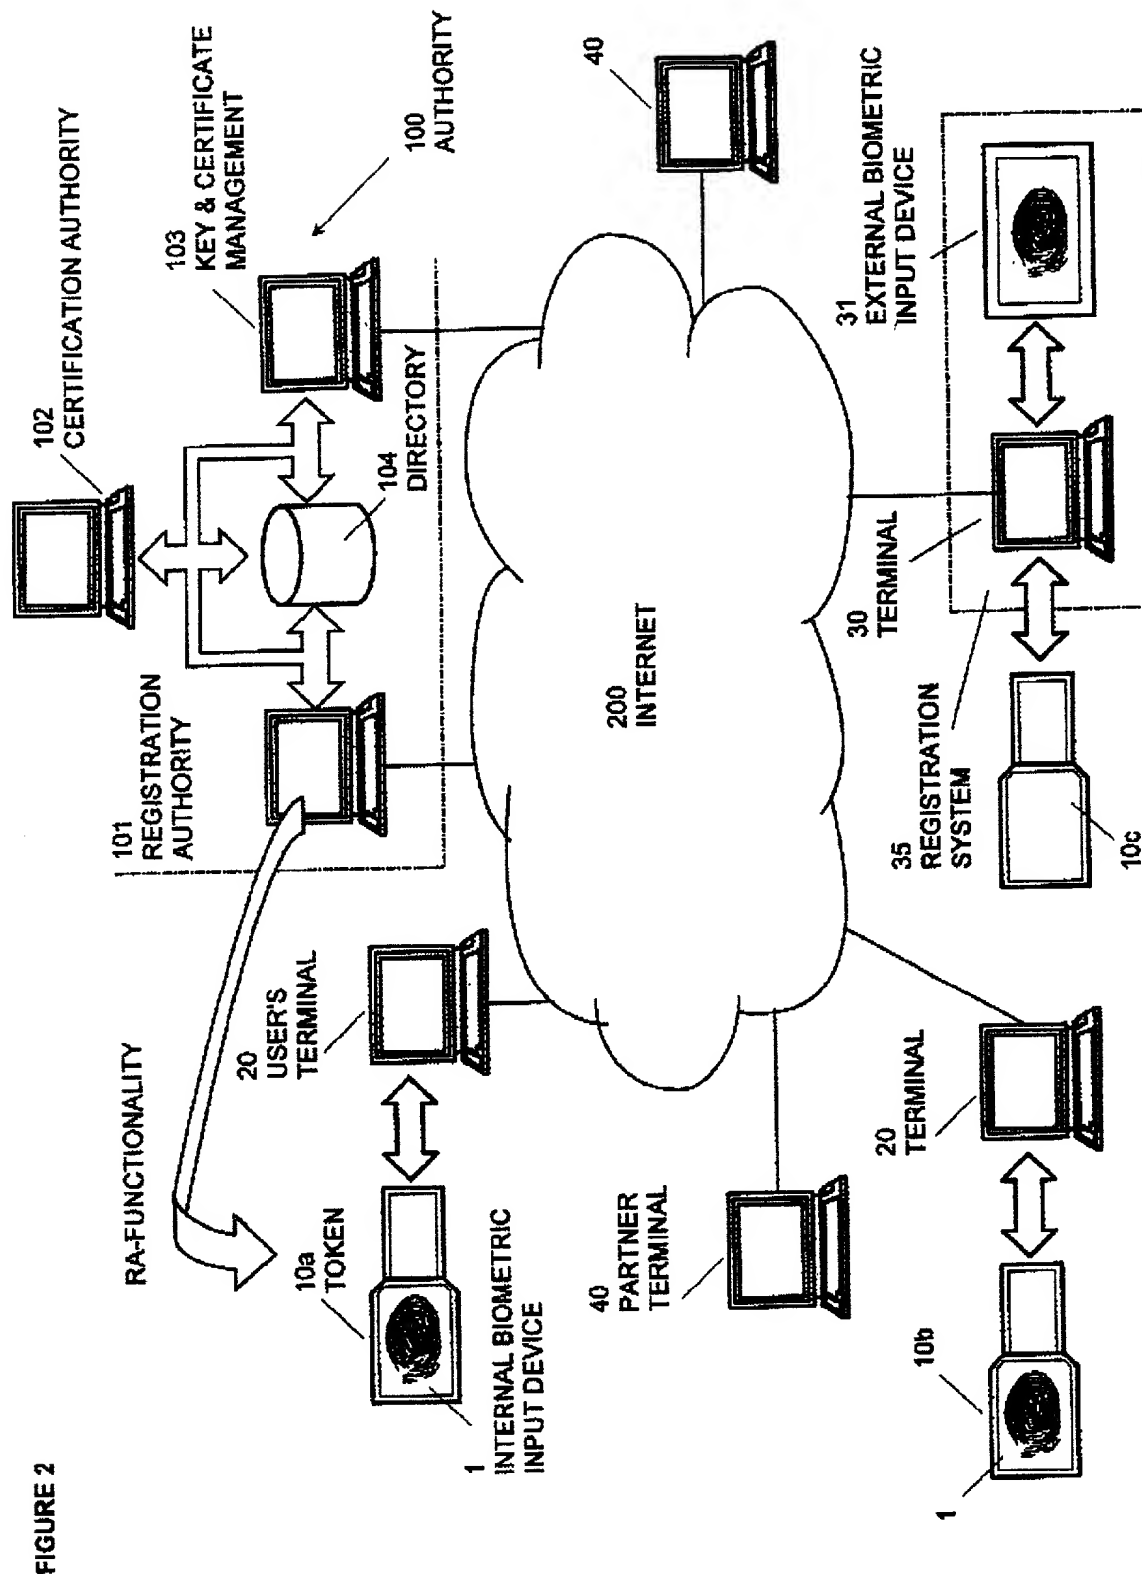 FIGURE 2
RA-FUNCTIONALITY
101
REGISTRATION
AUTHORITY
102
CERTIFICATION AUTHORITY
103
KEY & CERTIFICATE
MANAGEMENT
104
DIRECTORY
100
AUTHORITY
10a
TOKEN
20
USER'S
TERMINAL
1
INTERNAL BIOMETRIC
INPUT DEVICE
200
INTERNET
40
40
PARTNER
TERMINAL
10b
1
20
TERMINAL
35
REGISTRATION
SYSTEM
10c
30
TERMINAL
31
EXTERNAL BIOMETRIC
INPUT DEVICE